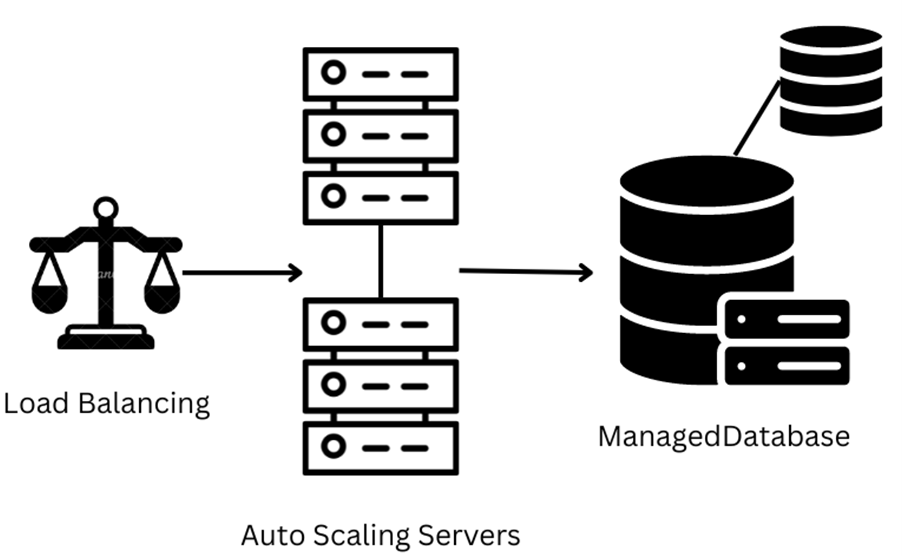 Load Balancing
ManagedDatabase
Auto Scaling Servers